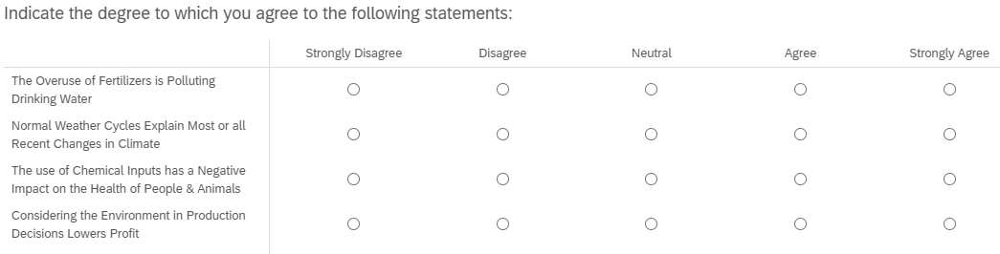 Indicate the degree to which you agree to the following statements:
Strongly Disagree Disagree Neutral Agree Strongly Agree
The Overuse of Fertilizers is Polluting
Drinking Water
Normal Weather Cycles Explain Most or all
Recent Changes in Climate
The use of Chemical Inputs has a Negative
Impact on the Health of People & Animals
Considering the Environment in Production
Decisions Lowers Profit